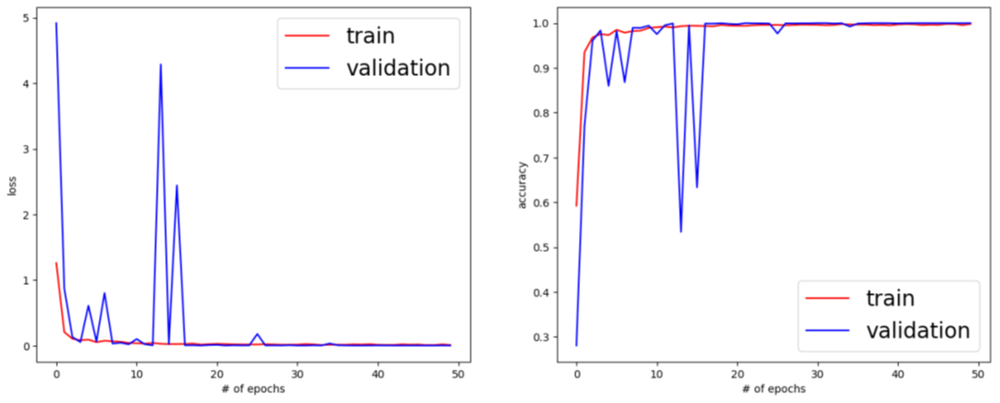 5
4
3
2
1
0
loss
0 10 20 30 40 50
# of epochs
train
validation
1.0
0.9
0.8
0.7
0.6
0.5
0.4
0.3
accuracy
0 10 20 30 40 50
# of epochs
train
validation